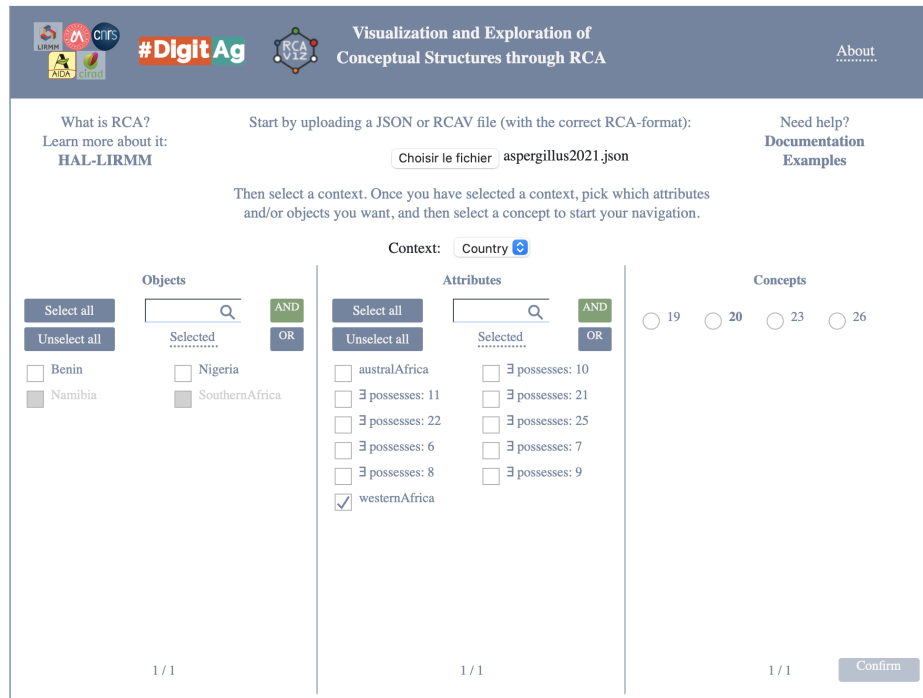 LIRMM
cnrs
AIDA
cirad
#DigitAg
RCA
V12
Visualization and Exploration of
Conceptual Structures through RCA
About
What is RCA?
Learn more about it:
HAL-LIRMM
Start by uploading a JSON or RCAV file (with the correct RCA-format):
Choisir le fichier aspergillus2021.json
Then select a context. Once you have selected a context, pick which attributes
and/or objects you want, and then select a concept to start your navigation.
Need help?
Documentation
Examples
Context: Country
Objects
Select all AND
Unselect all Selected OR
Benin Nigeria
Namibia SouthernAfrica
1 / 1
Attributes
Select all AND
Unselect all Selected OR
australAfrica ∃ possesses: 10
∃ possesses: 11 ∃ possesses: 21
∃ possesses: 22 ∃ possesses: 25
∃ possesses: 6 ∃ possesses: 7
∃ possesses: 8 ∃ possesses: 9
westernAfrica
1 / 1
Concepts
19 20 23 26
1 / 1 Confirm